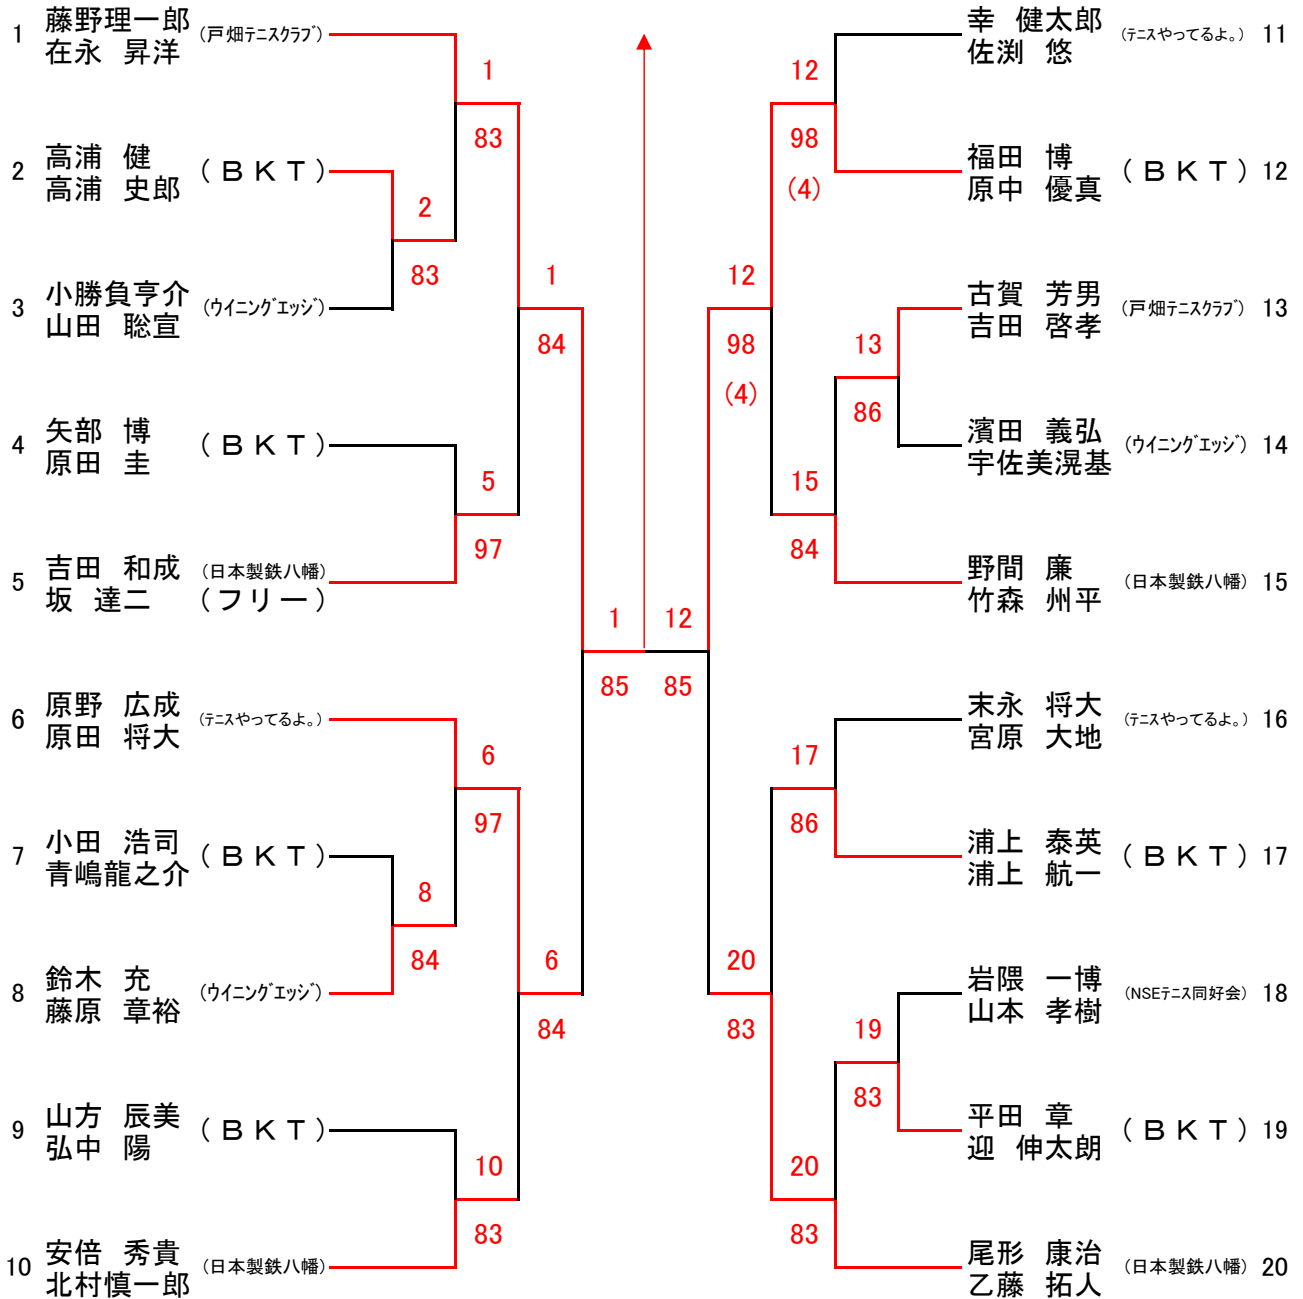 1 藤野理一郎 (戸畑テニスクラブ)
在永 昇洋
1
83
2 高浦 健 (ＢＫＴ)
高浦 史郎
2
83
3 小勝負亨介 (ウイニングエッジ)
山田 聡宣
1
84
4 矢部 博 (ＢＫＴ)
原田 圭
5
97
5 吉田 和成 (日本製鉄八幡)
坂 達二 (フリー)
1
85
6 原野 広成 (テニスやってるよ。)
原田 将大
6
97
7 小田 浩司 (ＢＫＴ)
青嶋龍之介
8
84
8 鈴木 充 (ウイニングエッジ)
藤原 章裕
6
84
9 山方 辰美 (ＢＫＴ)
弘中 陽
10
83
10 安倍 秀貴 (日本製鉄八幡)
北村慎一郎
幸 健太郎 (テニスやってるよ。) 11
佐渕 悠
12
98
(4)
福田 博 (ＢＫＴ) 12
原中 優真
12
98
(4)
古賀 芳男 (戸畑テニスクラブ) 13
吉田 啓孝
13
86
濱田 義弘 (ウイニングエッジ) 14
宇佐美滉基
15
84
野間 廉 (日本製鉄八幡) 15
竹森 州平
12
85
末永 将大 (テニスやってるよ。) 16
宮原 大地
17
86
浦上 泰英 (ＢＫＴ) 17
浦上 航一
20
83
岩隈 一博 (NSEテニス同好会) 18
山本 孝樹
19
83
平田 章 (ＢＫＴ) 19
迎 伸太朗
20
83
尾形 康治 (日本製鉄八幡) 20
乙藤 拓人